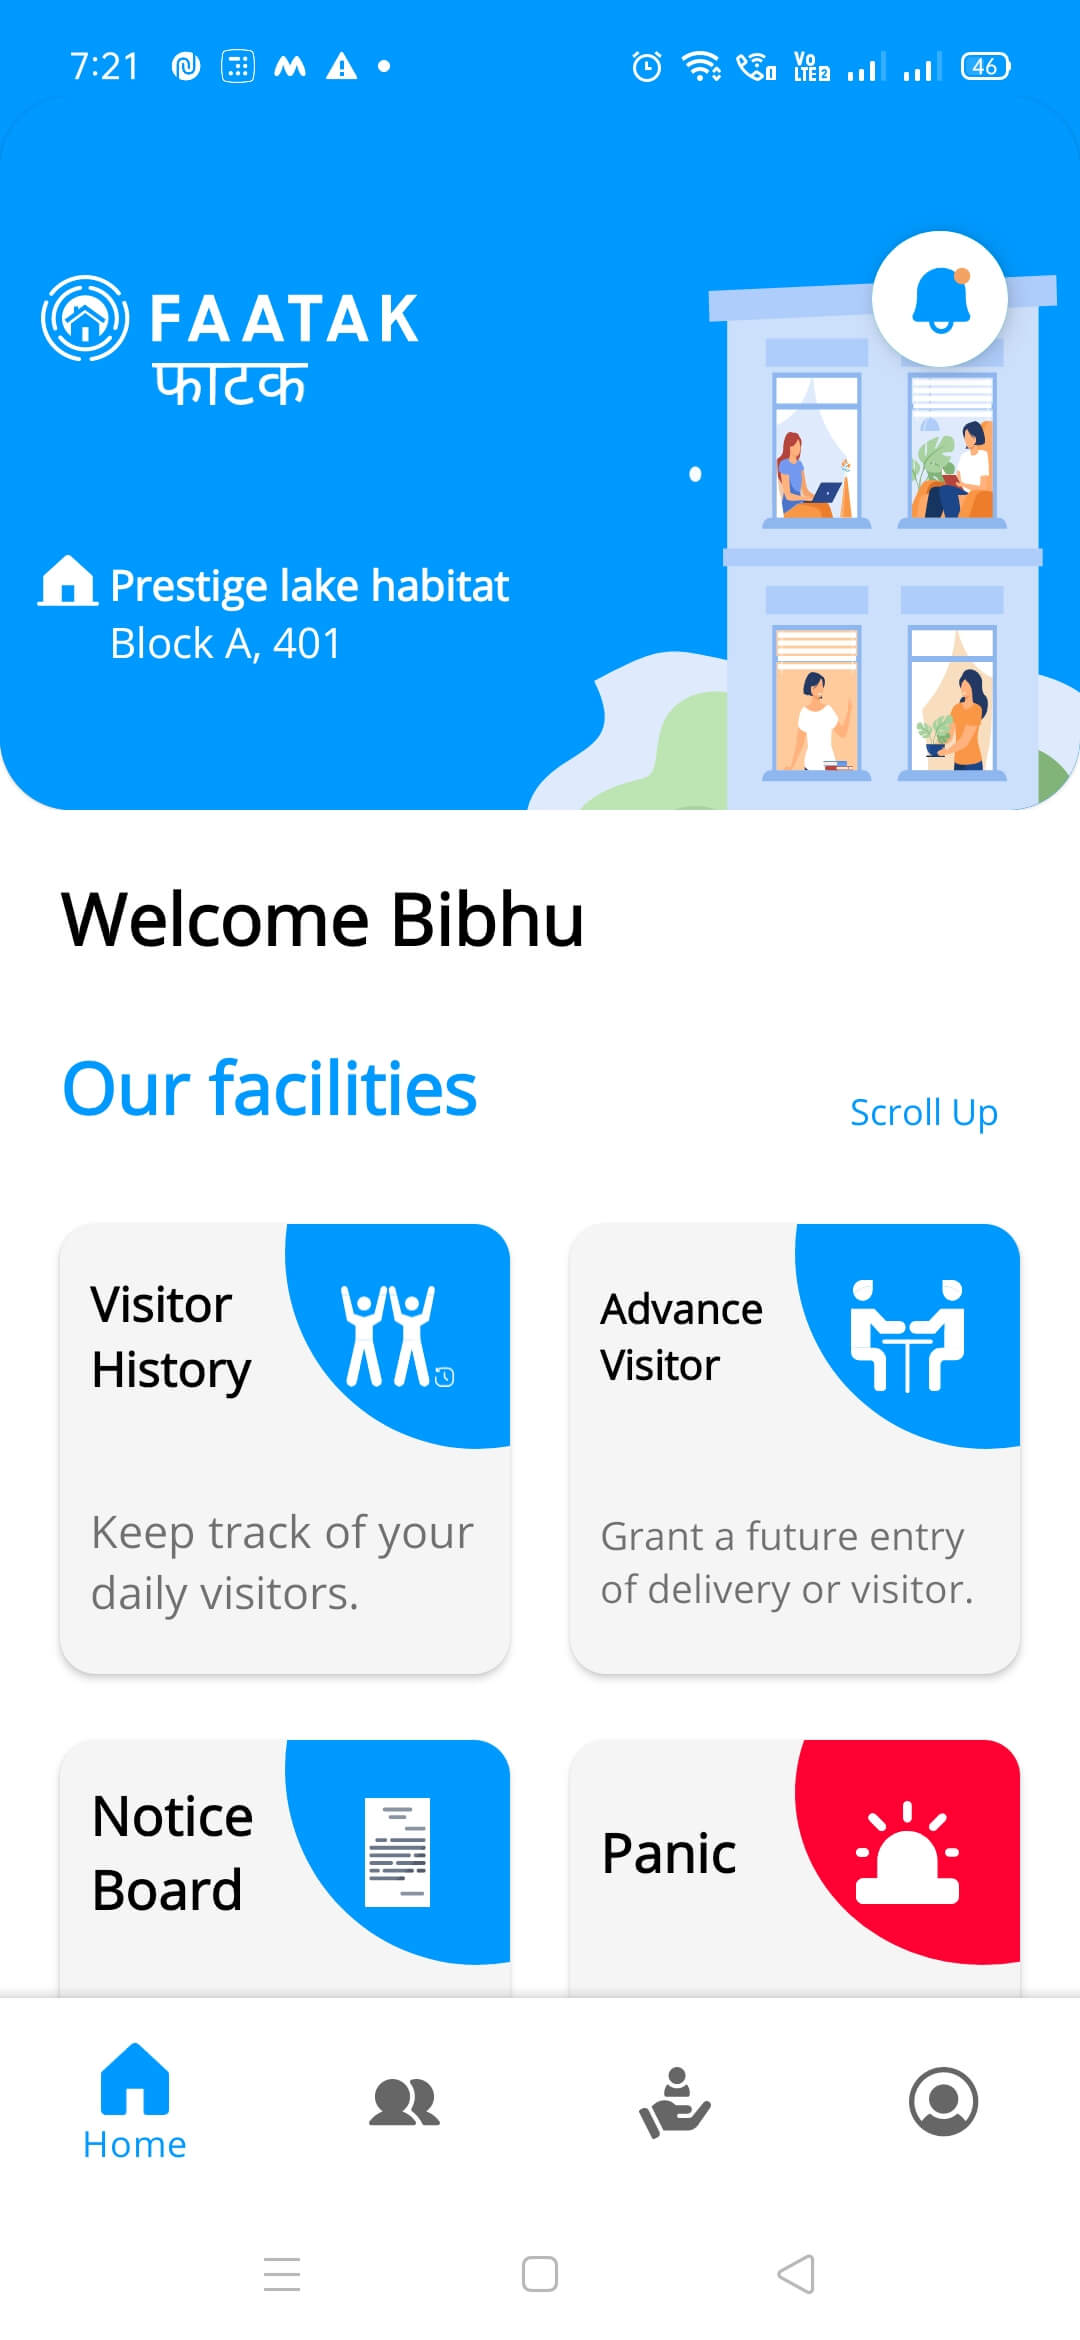 7:21
Vo
LTE 2
46
FAATAK
फाटक
Prestige lake habitat
Block A, 401
Welcome Bibhu
Our facilities
Scroll Up
Visitor
History
Advance
Visitor
Keep track of your
daily visitors.
Grant a future entry
of delivery or visitor.
Notice
Board
Panic
Home